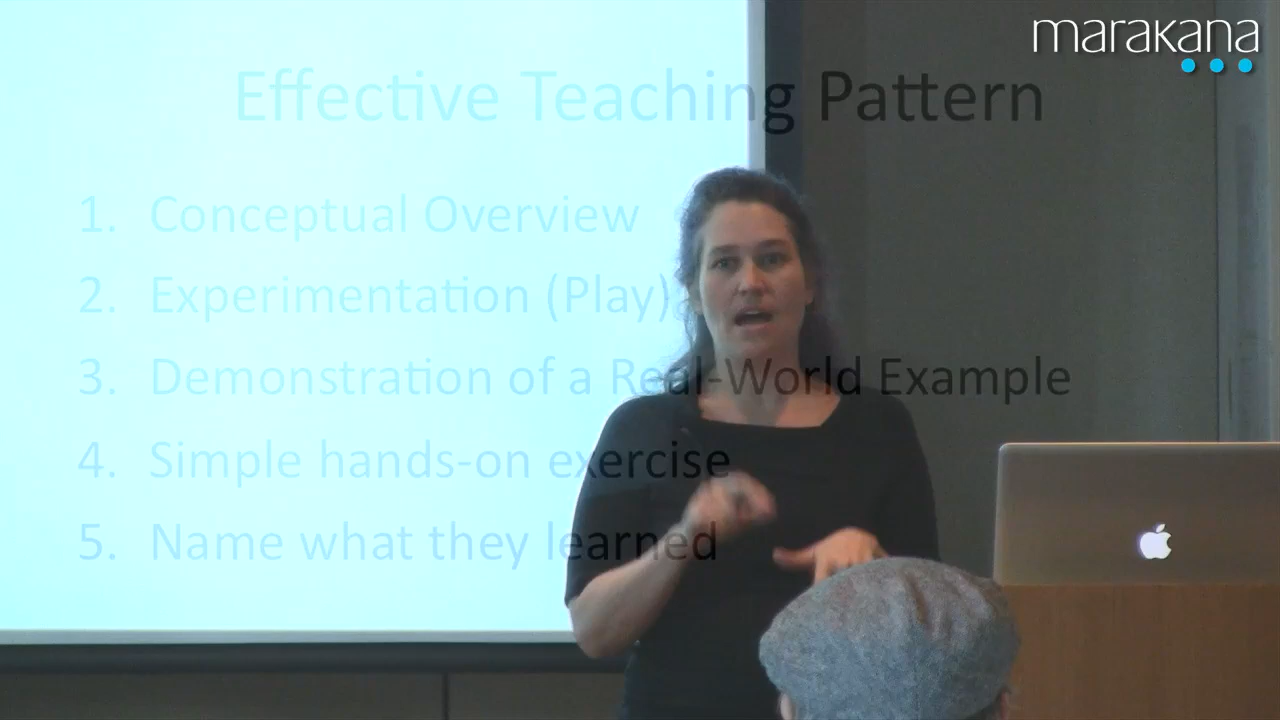 marakana
Effective Teaching Pattern
1. Conceptual Overview
2. Experimentation (Play)
3. Demonstration of a Real-World Example
4. Simple hands-on exercise
5. Name what they learned